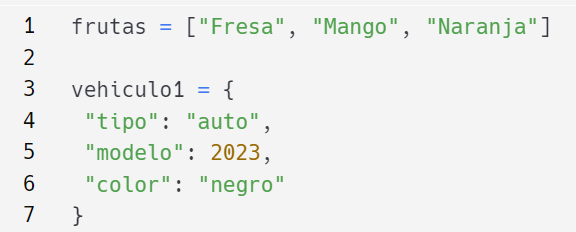 1 frutas = ["Fresa", "Mango", "Naranja"]
2
3 vehiculo1 = {
4  "tipo": "auto",
5  "modelo": 2023,
6  "color": "negro"
7 }